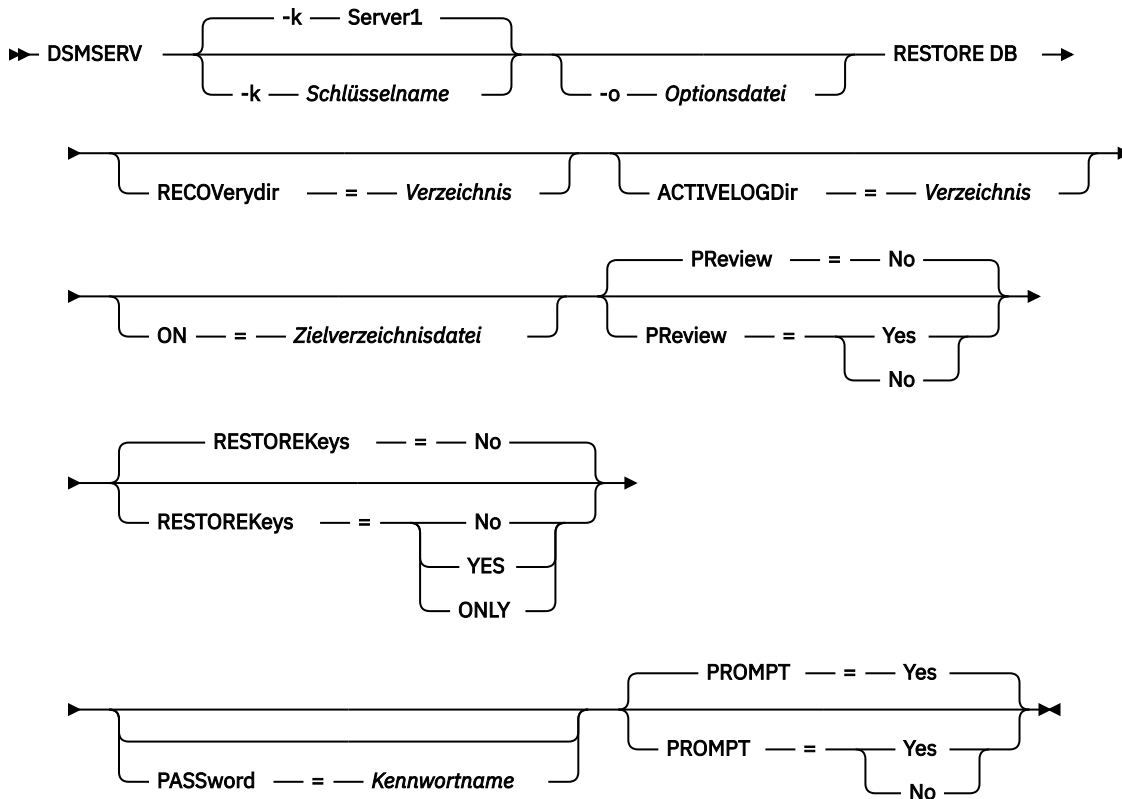 -k Server1
DSMSERV RESTORE DB
-k Schlüsselname -o Optionsdatei
RECOVerydir = Verzeichnis ACTIVELOGDir = Verzeichnis
PReview = No
ON = Zielverzeichnisdatei PReview = Yes
No
RESTOREKeys = No
RESTOREKeys = No
YES
ONLY
PROMPT = Yes
PROMPT = Yes
PASSword = Kennwortname
No